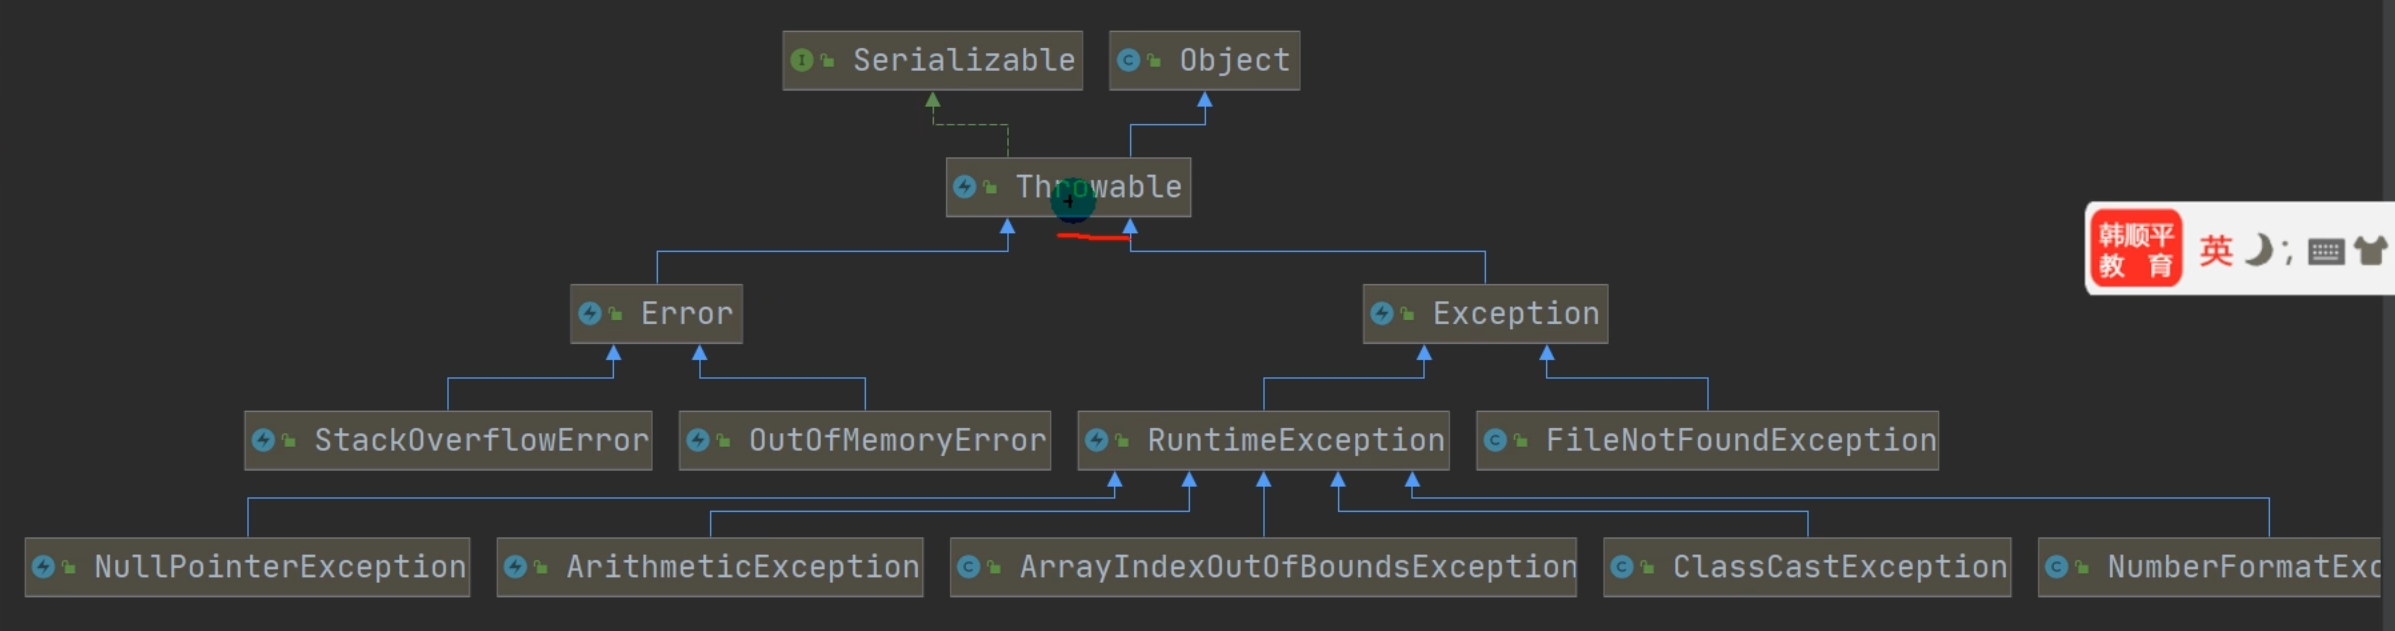 Serializable
Object
Throwable
Error
Exception
StackOverflowError
OutOfMemoryError
RuntimeException
FileNotFoundException
NullPointerException
ArithmeticException
ArrayIndexOutOfBoundsException
ClassCastException
NumberFormatExc
韩顺平
教 育
英